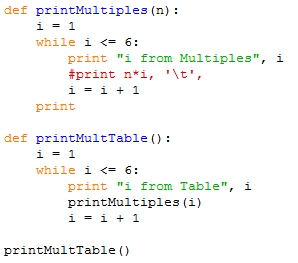 def printMultiples(n):
    i = 1
    while i <= 6:
        print "i from Multiples", i
        #print n*i, '\t',
        i = i + 1
    print

def printMultTable():
    i = 1
    while i <= 6:
        print "i from Table", i
        printMultiples(i)
        i = i + 1

printMultTable()